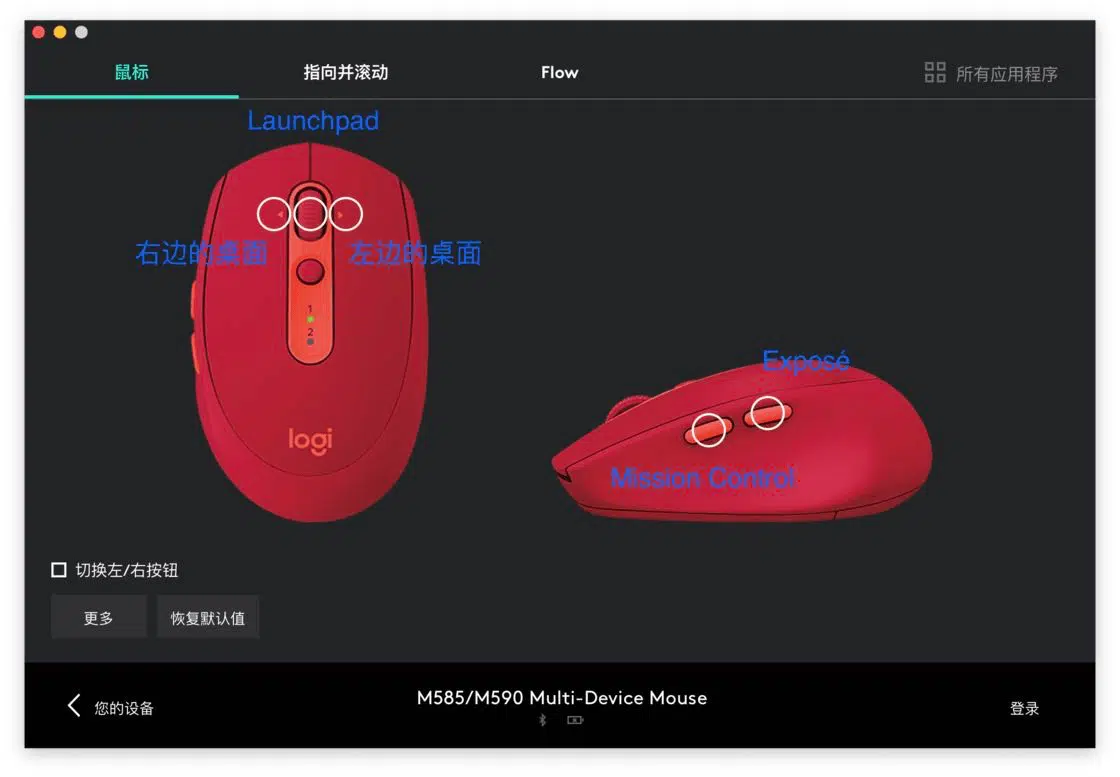 鼠标
指向并滚动
Flow
所有应用程序
Launchpad
右边的桌面
左边的桌面
1
2
logi
Exposé
Mission Control
切换左/右按钮
更多
恢复默认值
您的设备
M585/M590 Multi-Device Mouse
登录